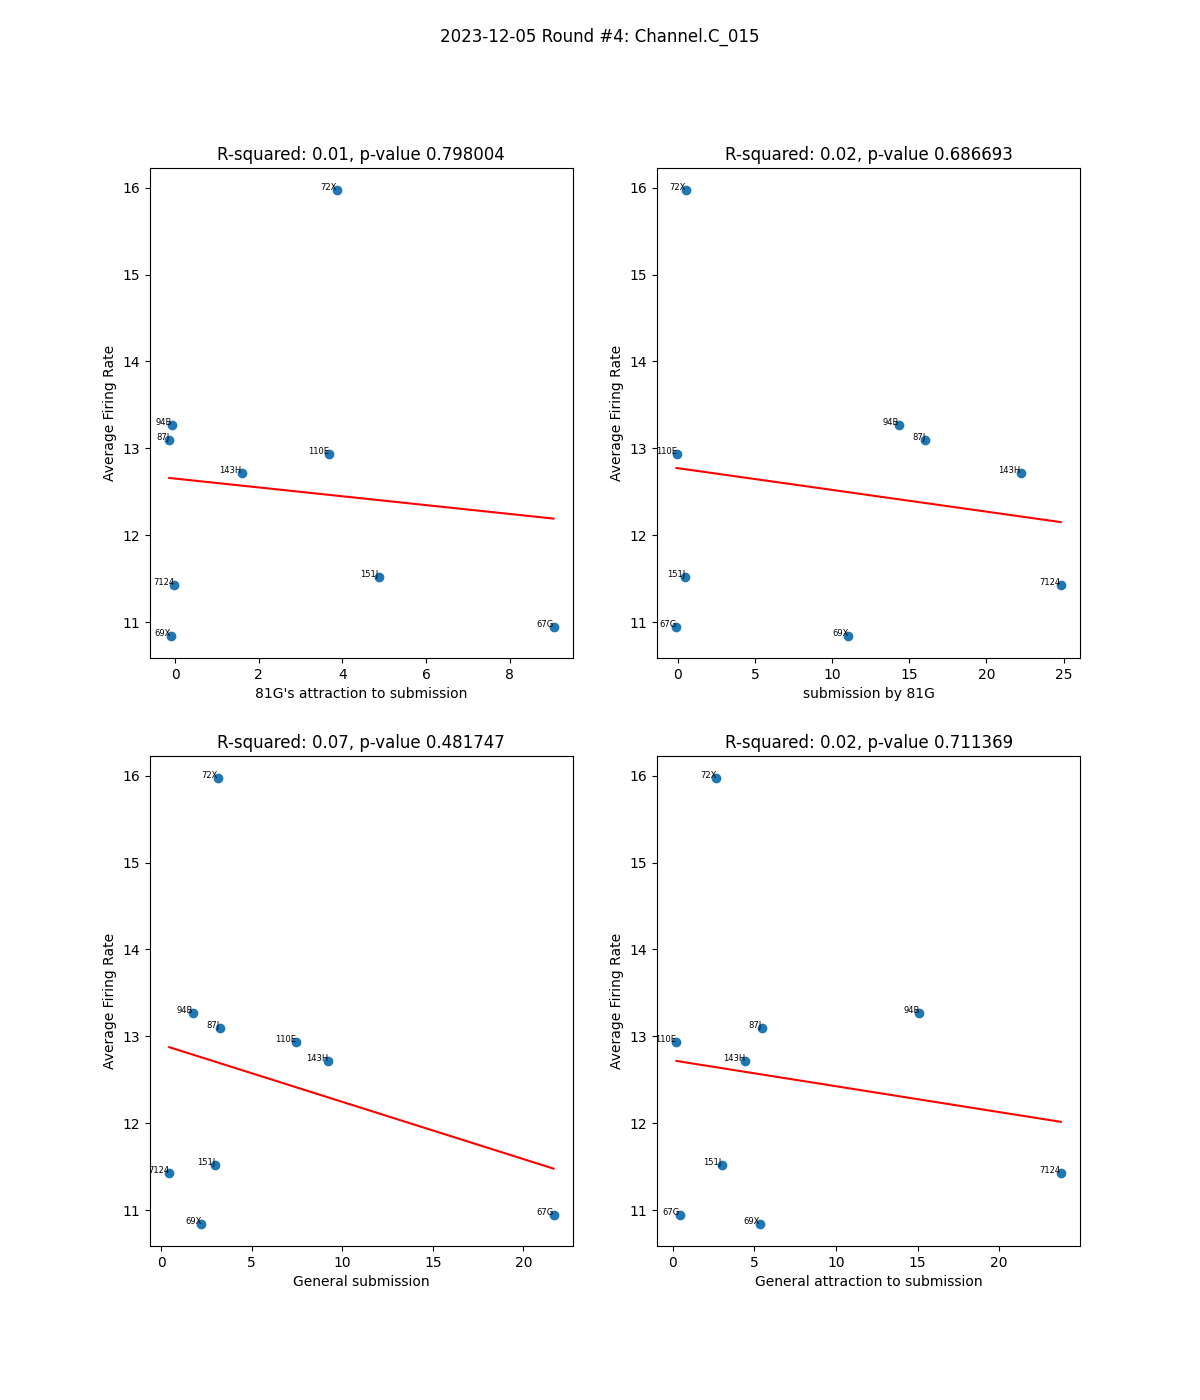 2023-12-05 Round #4: Channel.C_015
R-squared: 0.01, p-value 0.798004
16
15
14
13
12
11
Average Firing Rate
72X
94B
87J
110E
143H
7124
151J
69X
67G
0 2 4 6 8
81G's attraction to submission
R-squared: 0.02, p-value 0.686693
16
15
14
13
12
11
Average Firing Rate
72X
94B
87J
110E
143H
151J
7124
67G
69X
0 5 10 15 20 25
submission by 81G
R-squared: 0.07, p-value 0.481747
16
15
14
13
12
11
Average Firing Rate
72X
94B
87J
110E
143H
151J
7124
67G
69X
0 5 10 15 20
General submission
R-squared: 0.02, p-value 0.711369
16
15
14
13
12
11
Average Firing Rate
72X
94B
87J
110E
143H
151J
7124
67G
69X
0 5 10 15 20
General attraction to submission